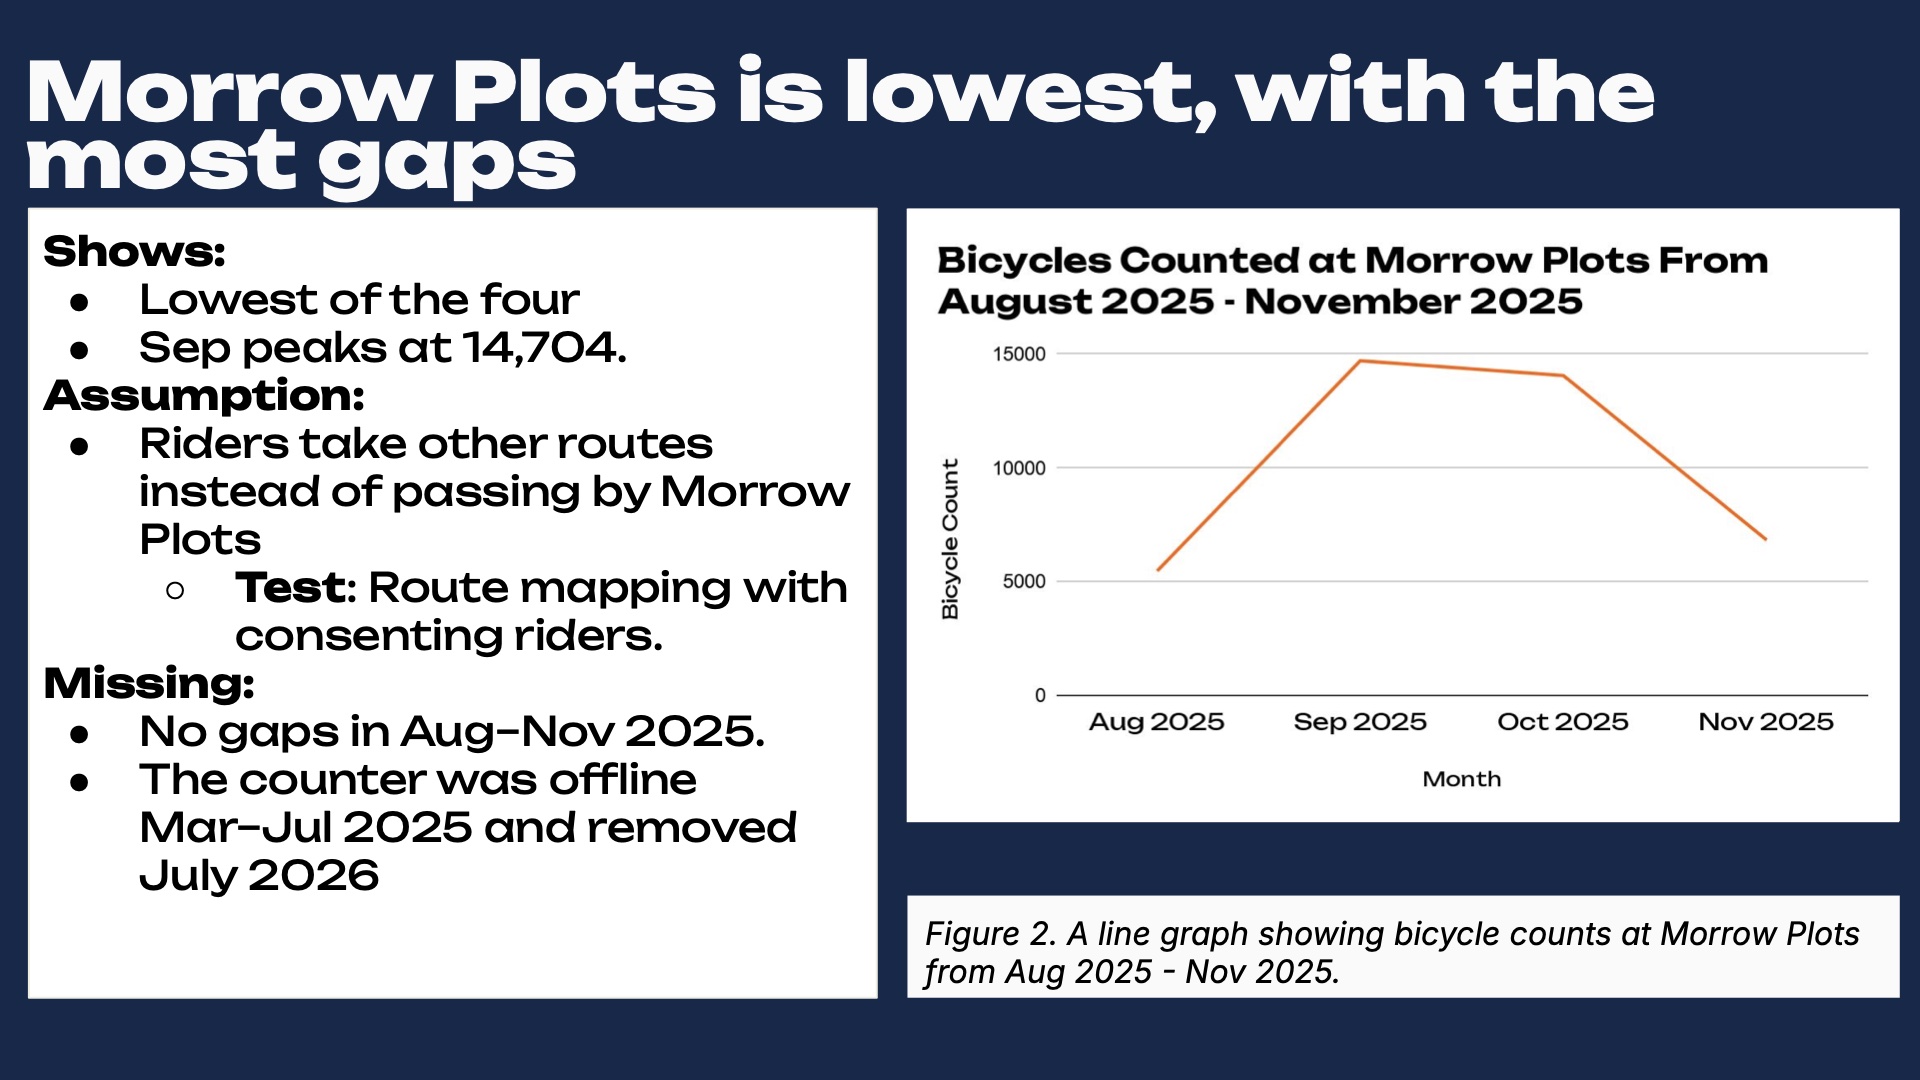 Morrow Plots is lowest, with the
most gaps
Shows:
● Lowest of the four
● Sep peaks at 14,704.
Assumption:
● Riders take other routes
instead of passing by Morrow
Plots
○ Test: Route mapping with
consenting riders.
Missing:
● No gaps in Aug–Nov 2025.
● The counter was offline
Mar–Jul 2025 and removed
July 2026
Bicycles Counted at Morrow Plots From
August 2025 - November 2025
15000
10000
5000
0
Bicycle Count
Aug 2025 Sep 2025 Oct 2025 Nov 2025
Month
Figure 2. A line graph showing bicycle counts at Morrow Plots
from Aug 2025 - Nov 2025.